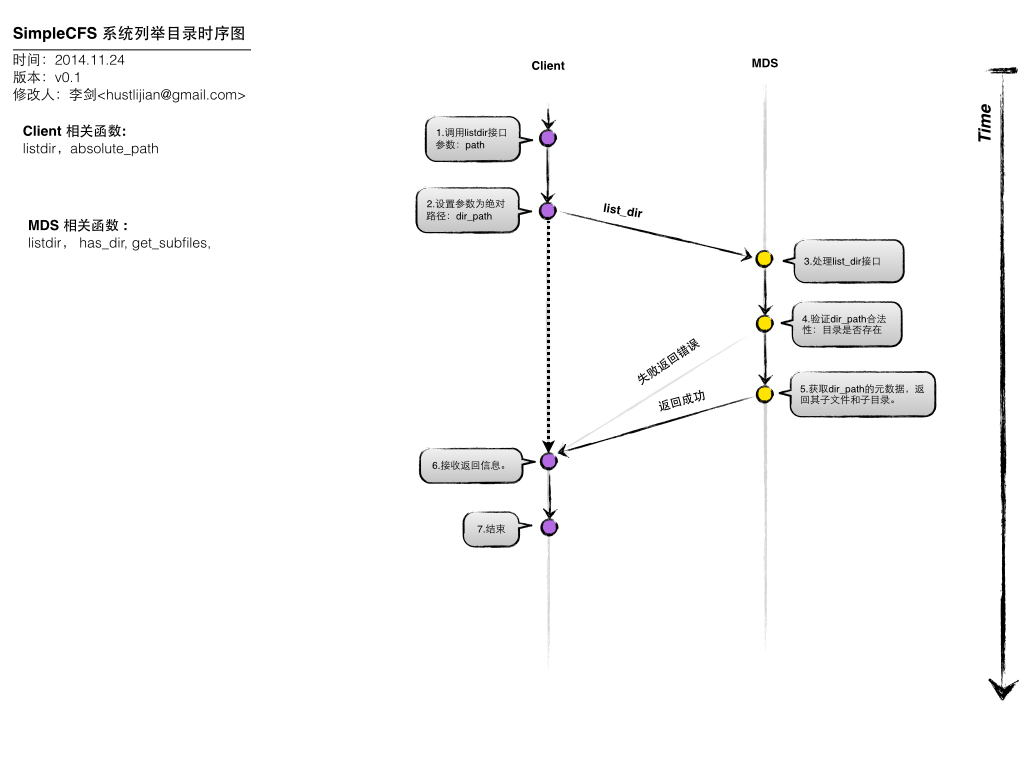 SimpleCFS 系统列举目录时序图
时间：2014.11.24
版本：v0.1
修改人：李剑<hustlijian@gmail.com>
Client 相关函数:
listdir，absolute_path
MDS 相关函数：
listdir， has_dir, get_subfiles,
Client
MDS
Time
1.调用listdir接口
参数：path
2.设置参数为绝对
路径：dir_path
list_dir
3.处理list_dir接口
4.验证dir_path合法
性：目录是否存在
失败返回错误
5.获取dir_path的元数据，返
回其子文件和子目录。
返回成功
6.接收返回信息。
7.结束